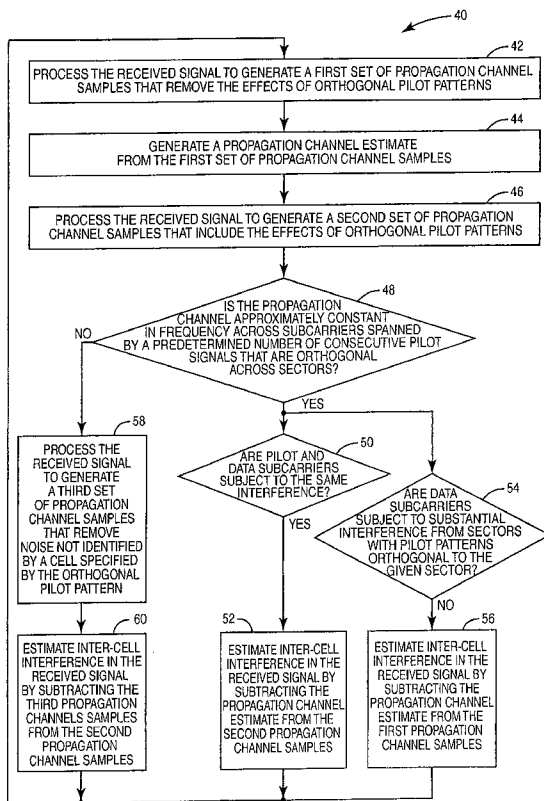 40
42
PROCESS THE RECEIVED SIGNAL TO GENERATE A FIRST SET OF PROPAGATION CHANNEL
SAMPLES THAT REMOVE THE EFFECTS OF ORTHOGONAL PILOT PATTERNS
44
GENERATE A PROPAGATION CHANNEL ESTIMATE
FROM THE FIRST SET OF PROPAGATION CHANNEL SAMPLES
46
PROCESS THE RECEIVED SIGNAL TO GENERATE A SECOND SET OF PROPAGATION
CHANNEL SAMPLES THAT INCLUDE THE EFFECTS OF ORTHOGONAL PILOT PATTERNS
48
IS THE PROPAGATION
CHANNEL APPROXIMATELY CONSTANT
IN FREQUENCY ACROSS SUBCARRIERS SPANNED
BY A PREDETERMINED NUMBER OF CONSECUTIVE PILOT
SIGNALS THAT ARE ORTHOGONAL
ACROSS SECTORS?
NO
YES
58
PROCESS THE
RECEIVED SIGNAL
TO GENERATE
A THIRD SET
OF PROPAGATION
CHANNEL SAMPLES
THAT REMOVE
NOISE NOT IDENTIFIED
BY A CELL SPECIFIED
BY THE ORTHOGONAL
PILOT PATTERN
50
ARE PILOT AND
DATA SUBCARRIERS
SUBJECT TO THE SAME
INTERFERENCE?
YES
54
ARE DATA
SUBCARRIERS
SUBJECT TO SUBSTANTIAL
INTERFERENCE FROM SECTORS
WITH PILOT PATTERNS
ORTHOGONAL TO THE
GIVEN SECTOR?
NO
60
ESTIMATE INTER-CELL
INTERFERENCE IN THE
RECEIVED SIGNAL
BY SUBTRACTING THE
THIRD PROPAGATION
CHANNELS SAMPLES
FROM THE SECOND
PROPAGATION
CHANNEL SAMPLES
52
ESTIMATE INTER-CELL
INTERFERENCE IN THE
RECEIVED SIGNAL BY
SUBTRACTING THE
PROPAGATION CHANNEL
ESTIMATE FROM THE
SECOND PROPAGATION
CHANNEL SAMPLES
56
ESTIMATE INTER-CELL
INTERFERENCE IN THE
RECEIVED SIGNAL BY
SUBTRACTING THE
PROPAGATION CHANNEL
ESTIMATE FROM THE
FIRST PROPAGATION
CHANNEL SAMPLES